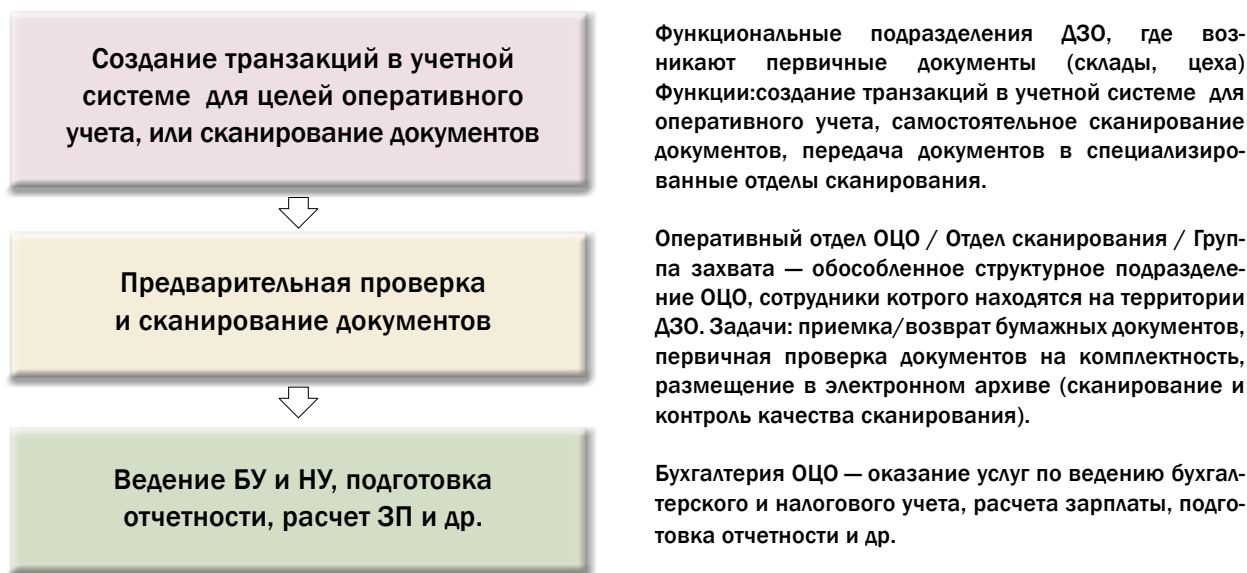 Создание транзакций в учетной
системе для целей оперативного
учета, или сканирование документов
Функциональные подразделения ДЗО, где воз-
никают первичные документы (склады, цеха)
Функции:создание транзакций в учетной системе для
оперативного учета, самостоятельное сканирование
документов, передача документов в специализиро-
ванные отделы сканирования.
Предварительная проверка
и сканирование документов
Оперативный отдел ОЦО / Отдел сканирования / Груп-
па захвата — обособленное структурное подразделе-
ние ОЦО, сотрудники котрого находятся на территории
ДЗО. Задачи: приемка/возврат бумажных документов,
первичная проверка документов на комплектность,
размещение в электронном архиве (сканирование и
контроль качества сканирования).
Ведение БУ и НУ, подготовка
отчетности, расчет ЗП и др.
Бухгалтерия ОЦО — оказание услуг по ведению бухгал-
терского и налогового учета, расчета зарплаты, подго-
товка отчетности и др.